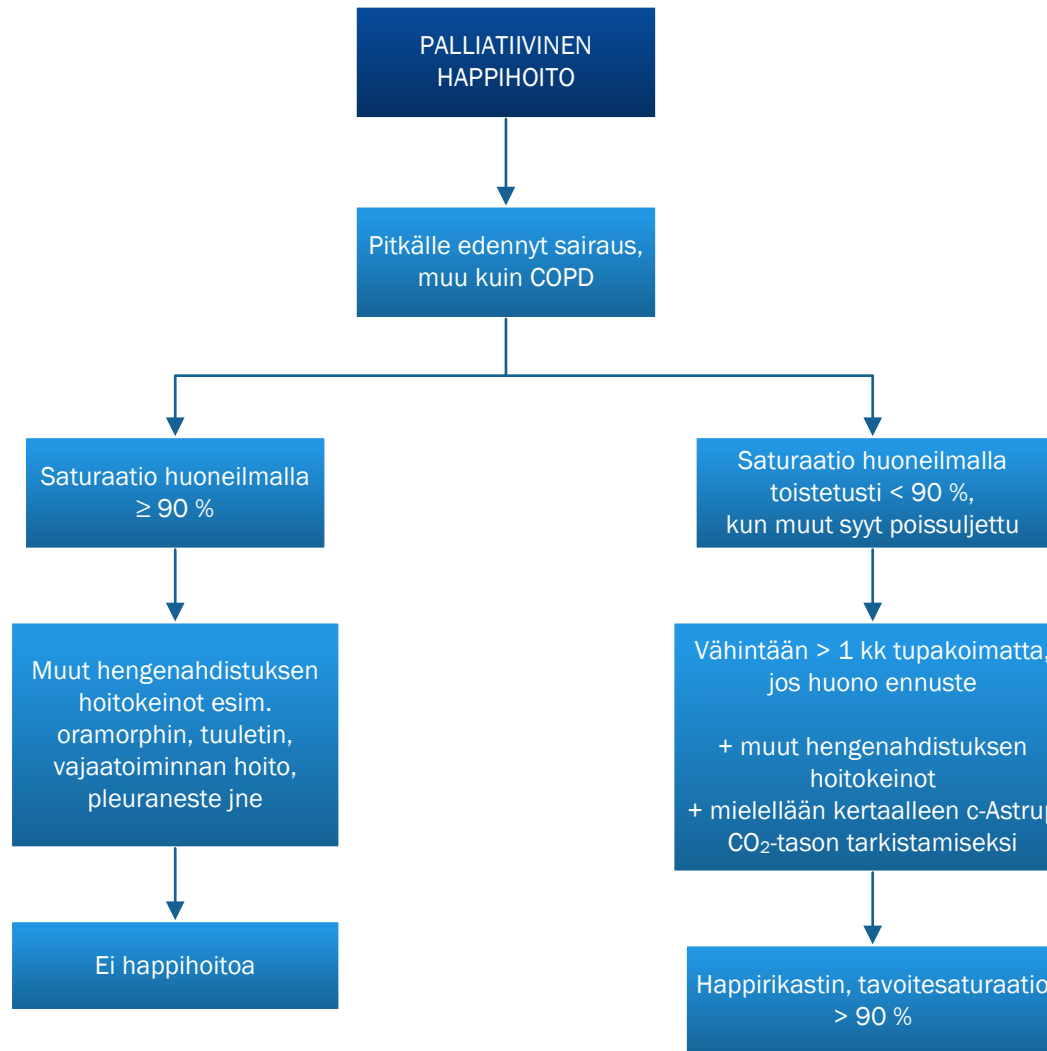 PALLIATIIVINEN
HAPPIHOITO
Pitkälle edennyt sairaus,
muu kuin COPD
Saturaatio huoneilmalla
≥ 90 %
Saturaatio huoneilmalla
toistetusti < 90 %,
kun muut syyt poissuljettu
Muut hengenahdistuksen
hoitokeinot esim.
oramorphin, tuuletin,
vajaatoiminnan hoito,
pleuraneste jne
Vähintään > 1 kk tupakoimatta,
jos huono ennuste
+ muut hengenahdistuksen
hoitokeinot
+ mielellään kertaalleen c-Astrup
CO₂-tason tarkistamiseksi
Ei happihoitoa
Happirikastin, tavoitesaturaatio
> 90 %